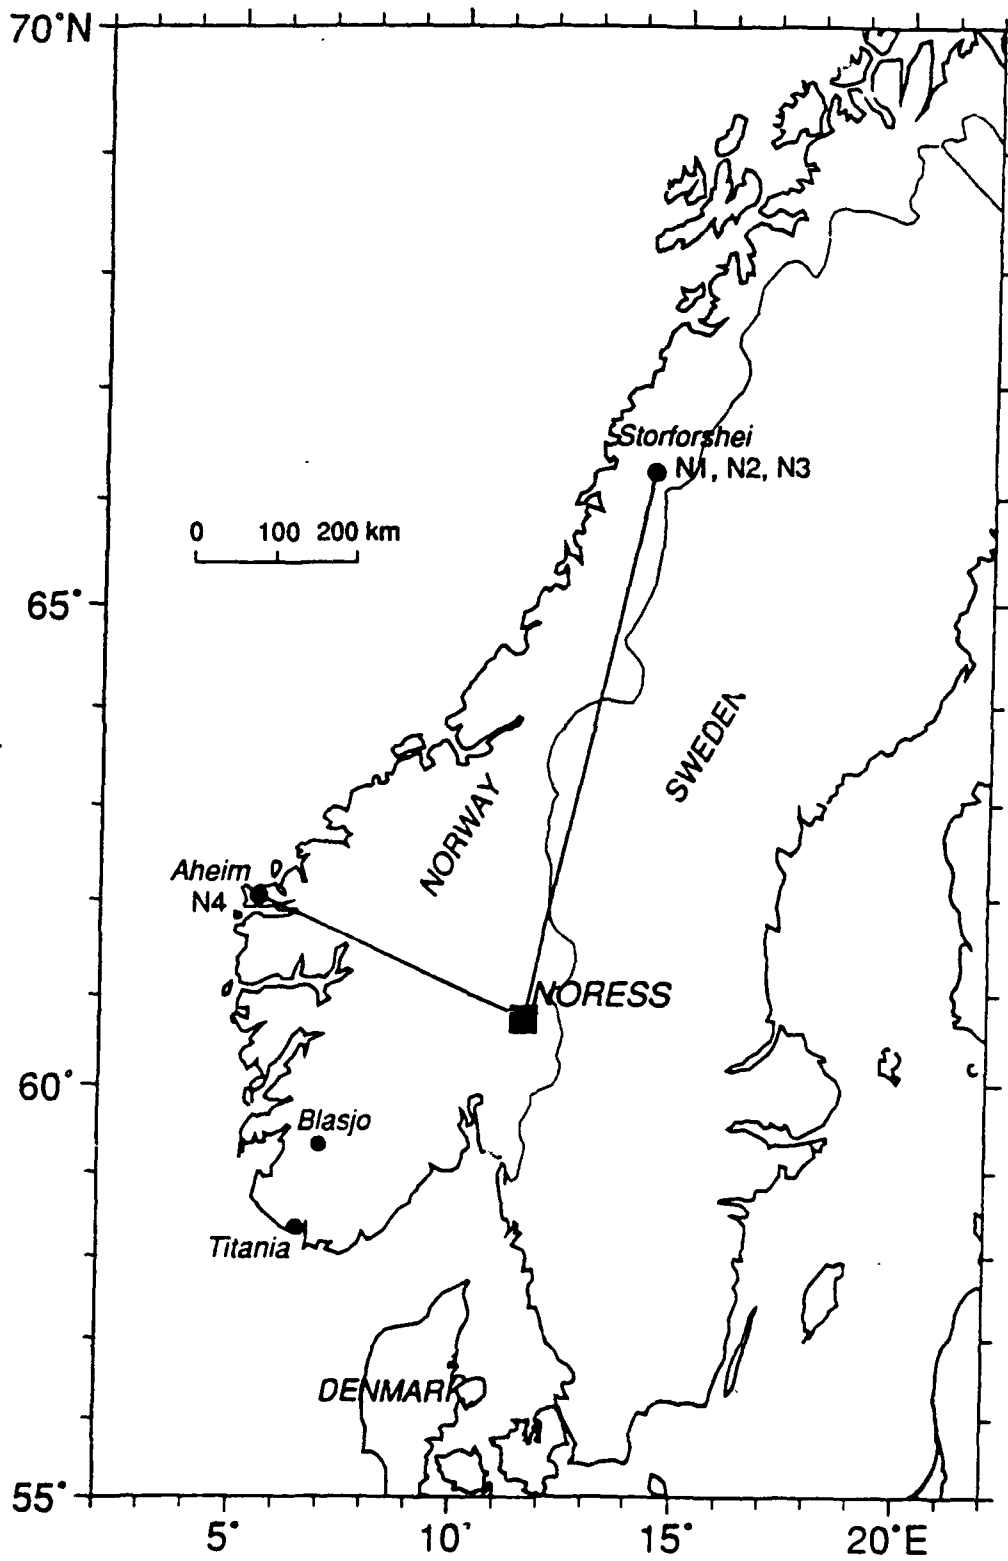 70°N
Storforshei
N1, N2, N3
0 100 200 km
65°
SWEDEN
NORWAY
Aheim
N4
NORESS
60°
Blasjo
Titania
DENMARK
55°
5° 10° 15° 20°E